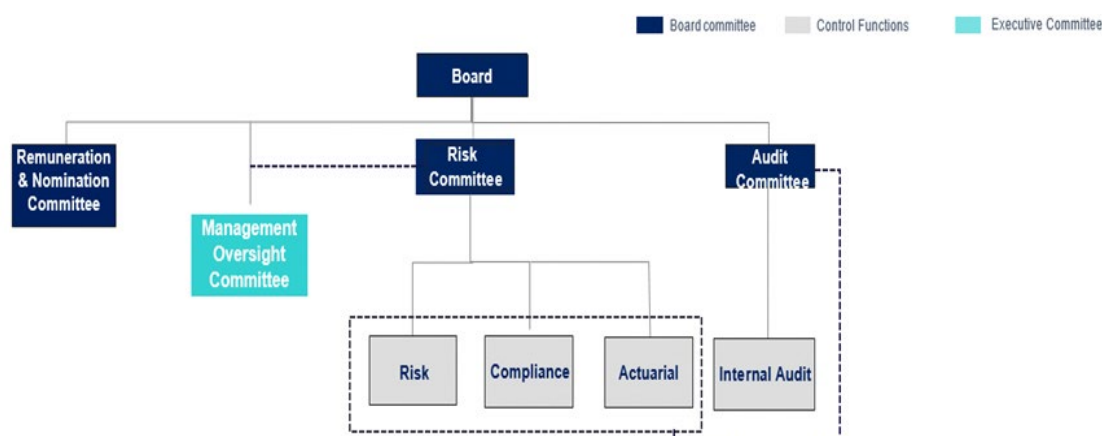 Board committee
Control Functions
Executive Committee
Board
Remuneration
& Nomination
Committee
Risk
Committee
Audit
Committee
Management
Oversight
Committee
Risk
Compliance
Actuarial
Internal Audit